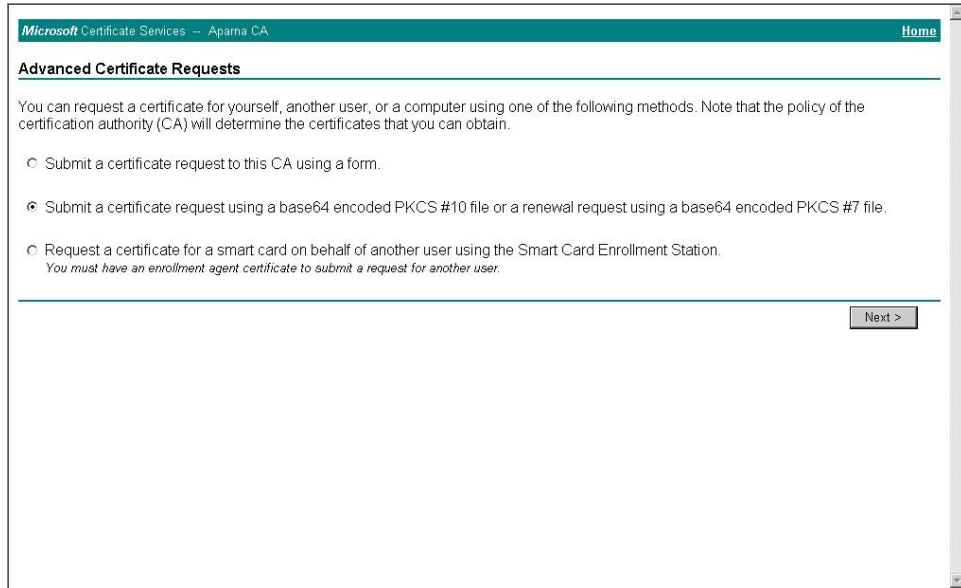 Microsoft Certificate Services -- Aparna CA Home
Advanced Certificate Requests
You can request a certificate for yourself, another user, or a computer using one of the following methods. Note that the policy of the
certification authority (CA) will determine the certificates that you can obtain.
Submit a certificate request to this CA using a form.
Submit a certificate request using a base64 encoded PKCS #10 file or a renewal request using a base64 encoded PKCS #7 file.
Request a certificate for a smart card on behalf of another user using the Smart Card Enrollment Station.
You must have an enrollment agent certificate to submit a request for another user.
Next >